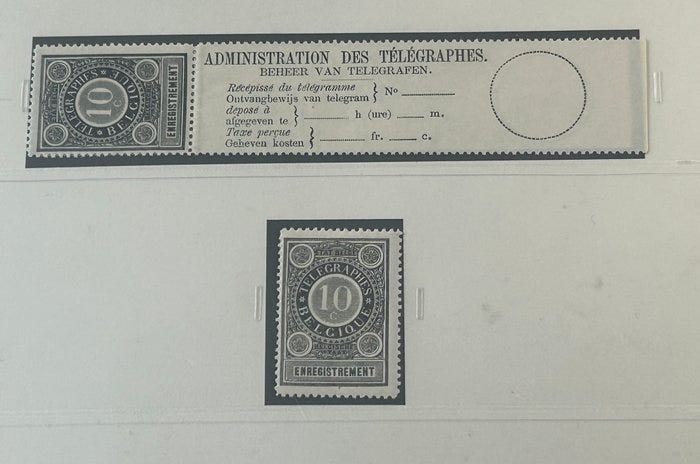 ADMINISTRATION DES TÉLÉGRAPHES.
BEHEER VAN TELEGRAFEN.
Récépissé du télégramme
Ontvangbewijs van telegram } No
déposé à
afgegeven te } h (ure) m.
Taxe perçue
Geheven kosten } fr. c.
TÉLÉGRAPHES
10
C
BELGIQUE
ENREGISTREMENT
TÉLÉGRAPHES
10
C
BELGIQUE
ENREGISTREMENT